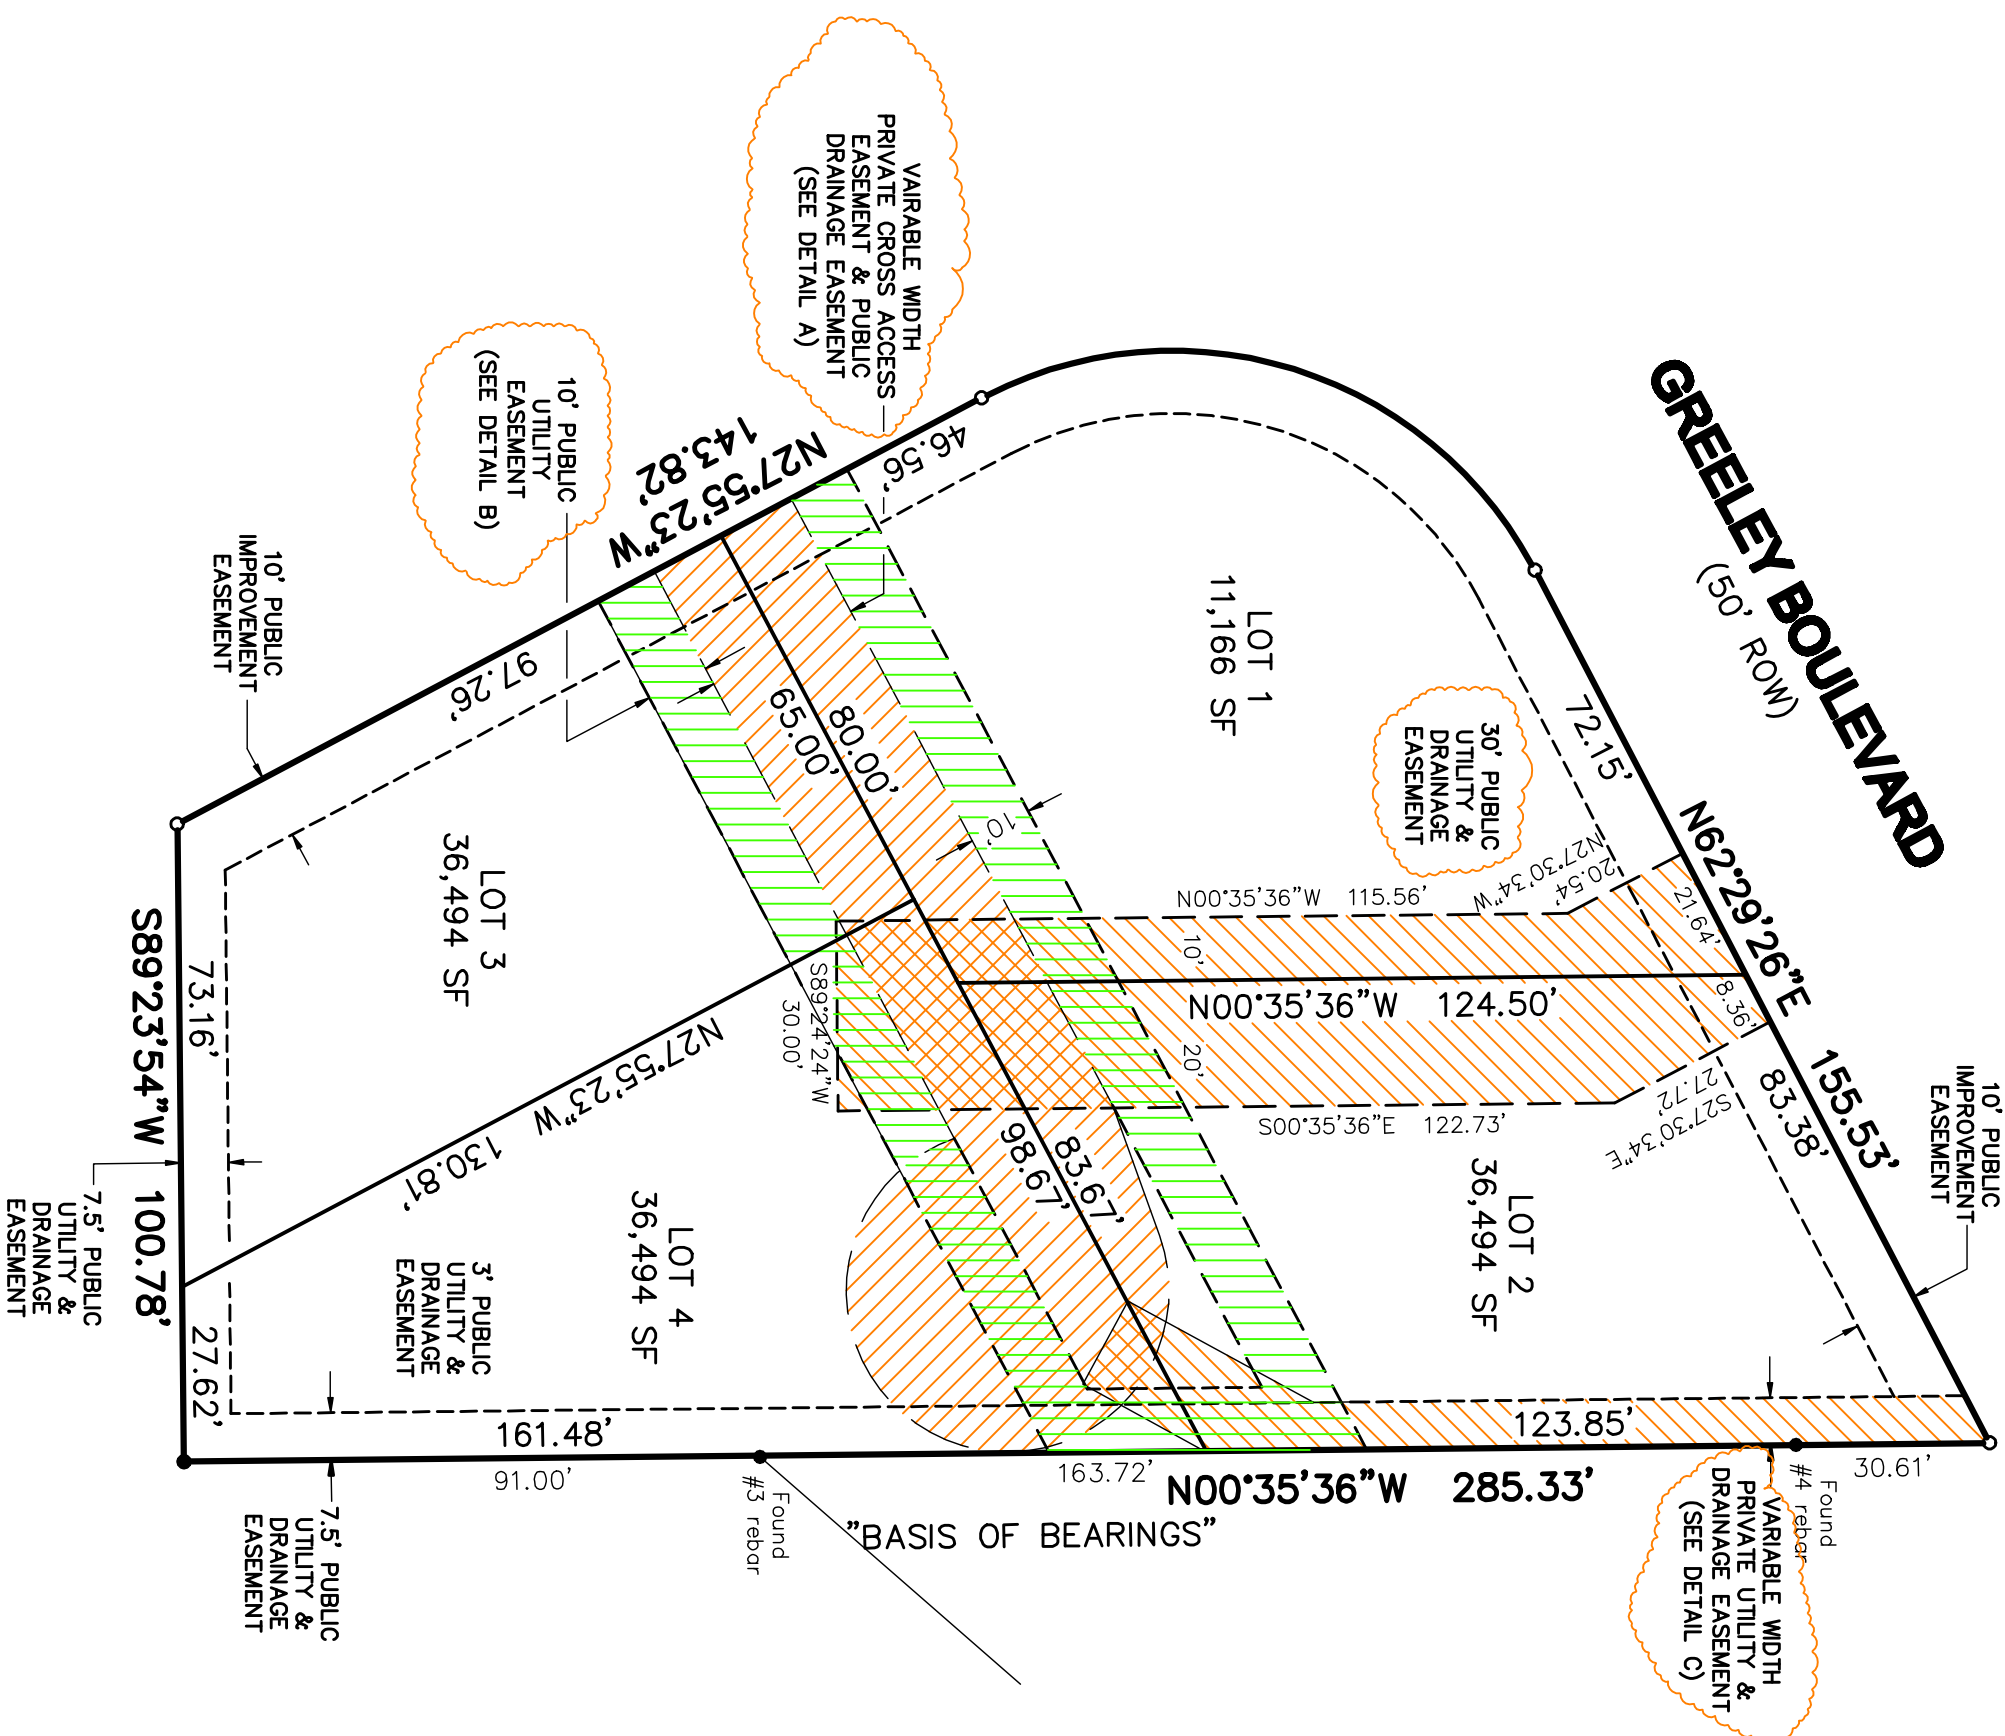 GREELEY BOULEVARD
(50' ROW)
VAIRABLE WIDTH
PRIVATE CROSS ACCESS
EASEMENT & PUBLIC
DRAINAGE EASEMENT
(SEE DETAIL A)
10' PUBLIC
UTILITY
EASEMENT
(SEE DETAIL B)
10' PUBLIC
IMPROVEMENT
EASEMENT
N27°55'23"W
143.82'
46.56'
97.26'
LOT 1
11,166 SF
30' PUBLIC
UTILITY &
DRAINAGE
EASEMENT
72.15'
N62°29'26"E
155.53'
83.38'
21.64'
8.36'
N27°30'34"W
20.54'
N00°35'36"W 115.56'
10'
N00°35'36"W 124.50'
20'
S00°35'36"E 122.73'
S27°30'34"E
27.72'
10' PUBLIC
IMPROVEMENT
EASEMENT
80.00'
65.00'
10'
S89°24'24"W
30.00'
83.67'
98.67'
LOT 2
36,494 SF
LOT 3
36,494 SF
LOT 4
36,494 SF
N27°55'23"W
130.81'
3' PUBLIC
UTILITY &
DRAINAGE
EASEMENT
73.16'
27.62'
S89°23'54"W 100.78'
7.5' PUBLIC
UTILITY &
DRAINAGE
EASEMENT
161.48'
123.85'
91.00'
163.72'
30.61'
N00°35'36"W 285.33'
"BASIS OF BEARINGS"
Found
#3 rebar
Found
#4 rebar
VARIABLE WIDTH
PRIVATE UTILITY &
DRAINAGE EASEMENT
(SEE DETAIL C)
7.5' PUBLIC
UTILITY &
DRAINAGE
EASEMENT